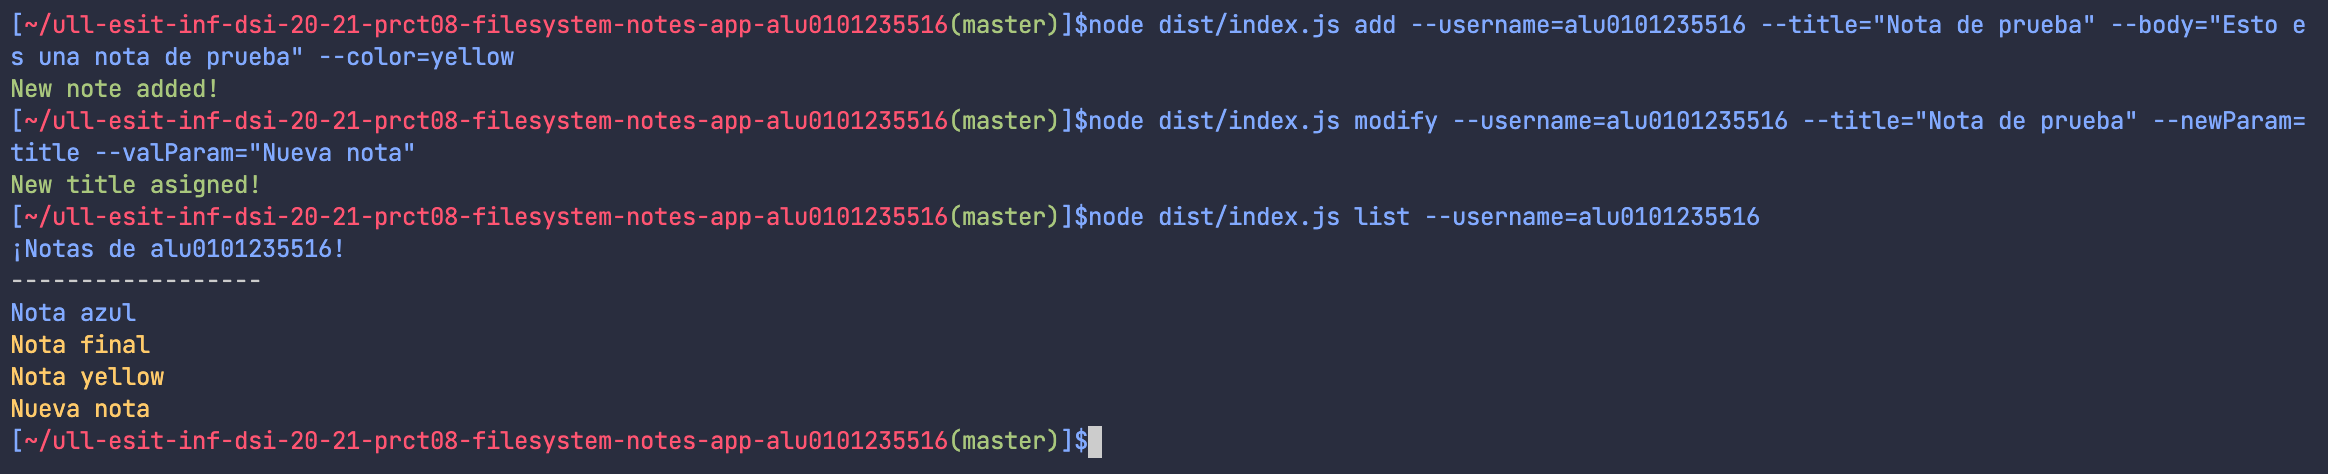 [~/ull-esit-inf-dsi-20-21-prct08-filesystem-notes-app-alu0101235516(master)]$node dist/index.js add --username=alu0101235516 --title="Nota de prueba" --body="Esto e
s una nota de prueba" --color=yellow
New note added!
[~/ull-esit-inf-dsi-20-21-prct08-filesystem-notes-app-alu0101235516(master)]$node dist/index.js modify --username=alu0101235516 --title="Nota de prueba" --newParam=
title --valParam="Nueva nota"
New title asigned!
[~/ull-esit-inf-dsi-20-21-prct08-filesystem-notes-app-alu0101235516(master)]$node dist/index.js list --username=alu0101235516
¡Notas de alu0101235516!
------------------
Nota azul
Nota final
Nota yellow
Nueva nota
[~/ull-esit-inf-dsi-20-21-prct08-filesystem-notes-app-alu0101235516(master)]$